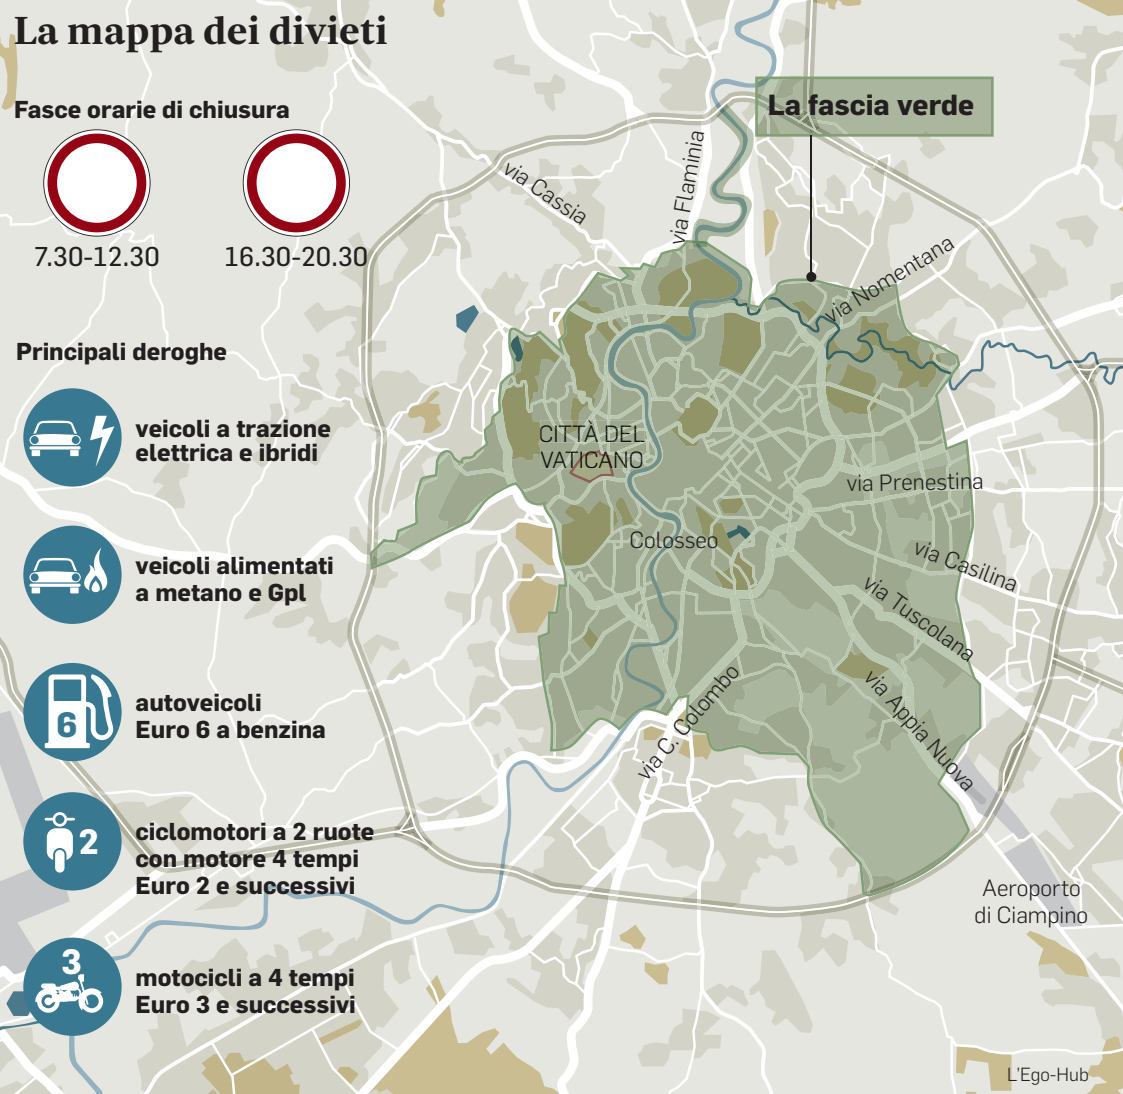 La mappa dei divieti
Fasce orarie di chiusura
7.30-12.30
16.30-20.30
Principali deroghe
veicoli a trazione
elettrica e ibridi
veicoli alimentati
a metano e Gpl
6
autoveicoli
Euro 6 a benzina
2
ciclomotori a 2 ruote
con motore 4 tempi
Euro 2 e successivi
3
motocicli a 4 tempi
Euro 3 e successivi
La fascia verde
via Cassia
via Flaminia
via Nomentana
CITTÀ DEL
VATICANO
via Prenestina
Colosseo
via Casilina
via Tuscolana
via C. Colombo
via Appia Nuova
Aeroporto
di Ciampino
L'Ego-Hub